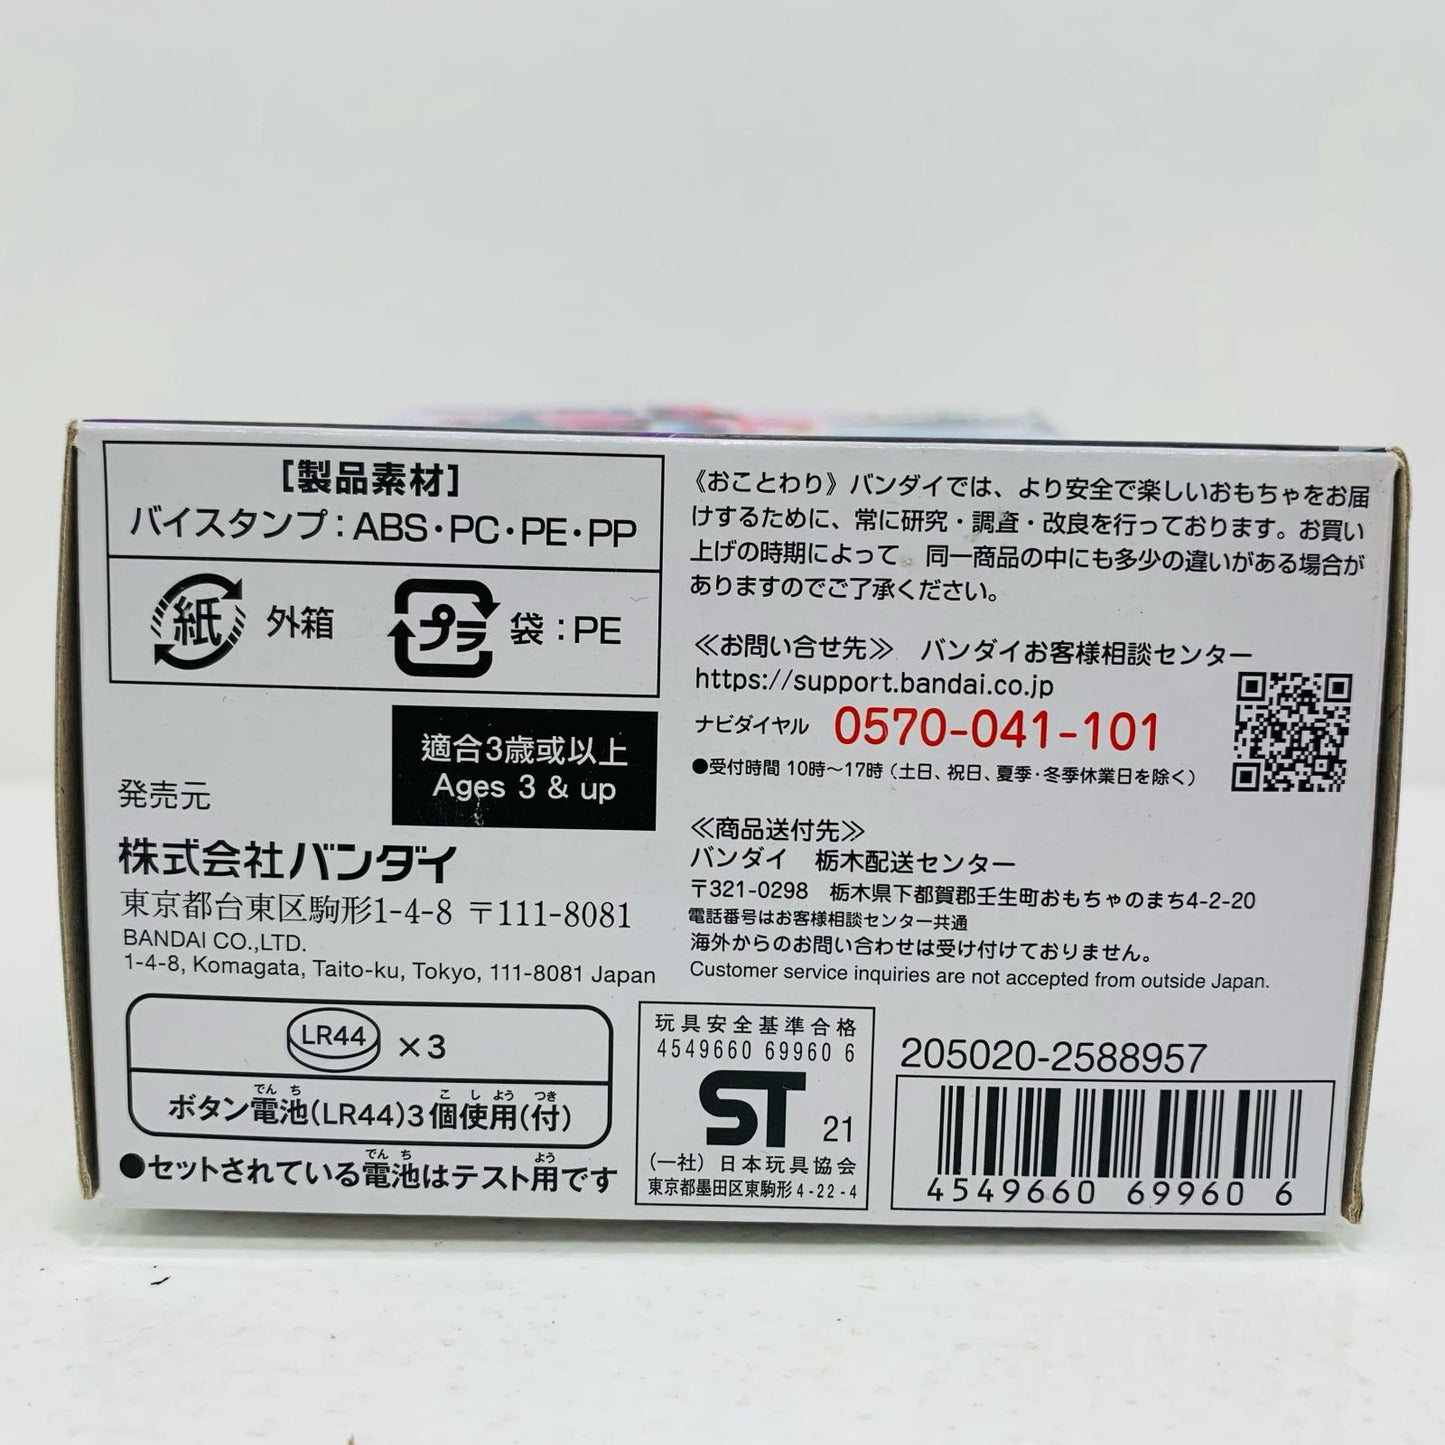 [製品素材]
バイスタンプ：ABS・PC・PE・PP
紙 外箱
プラ 袋：PE
適合3歳或以上
Ages 3 & up
発売元
株式会社バンダイ
東京都台東区駒形1-4-8 〒111-8081
BANDAI CO.,LTD.
1-4-8, Komagata, Taito-ku, Tokyo, 111-8081 Japan
LR44 ×3
でん ち こ し よう つき
ボタン電池(LR44)3個使用(付)
でん ち よう
●セットされている電池はテスト用です
《おことわり》バンダイでは、より安全で楽しいおもちゃをお届
けするために、常に研究・調査・改良を行っております。お買い
上げの時期によって、同一商品の中にも多少の違いがある場合が
ありますのでご了承ください。
≪お問い合せ先≫ バンダイお客様相談センター
https://support.bandai.co.jp
ナビダイヤル 0570-041-101
●受付時間 10時～17時（土日、祝日、夏季・冬季休業日を除く）
≪商品送付先≫
バンダイ 栃木配送センター
〒321-0298 栃木県下都賀郡壬生町おもちゃのまち4-2-20
電話番号はお客様相談センター共通
海外からのお問い合わせは受け付けておりません。
Customer service inquiries are not accepted from outside Japan.
玩具安全基準合格
4549660 69960 6
ST 21
（一社）日本玩具協会
東京都墨田区東駒形4-22-4
205020-2588957
4549660 69960 6